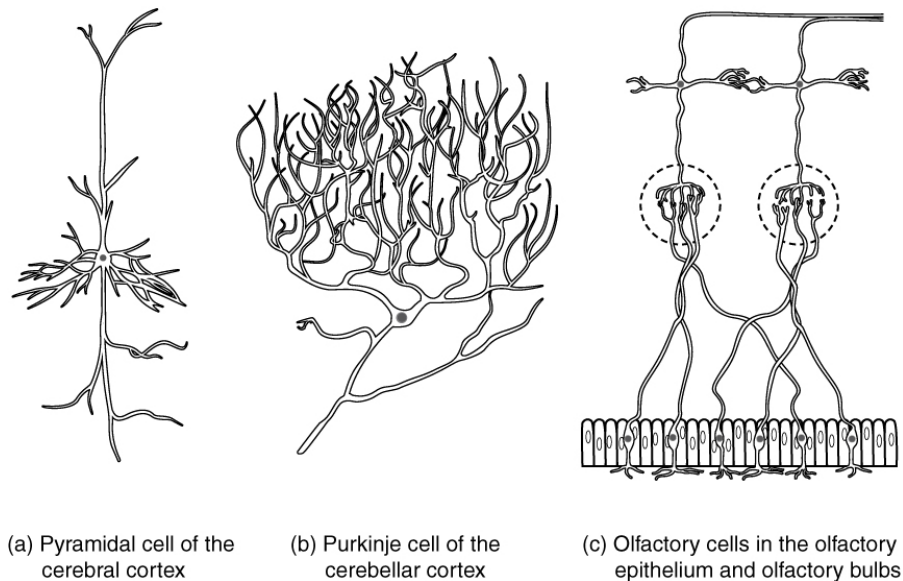 (a) Pyramidal cell of the
cerebral cortex
(b) Purkinje cell of the
cerebellar cortex
(c) Olfactory cells in the olfactory
epithelium and olfactory bulbs